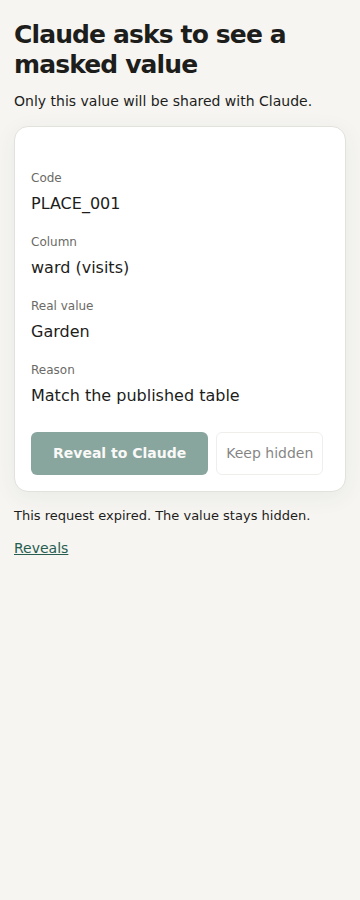 Claude asks to see a
masked value
Only this value will be shared with Claude.
Code
PLACE_001
Column
ward (visits)
Real value
Garden
Reason
Match the published table
Reveal to Claude
Keep hidden
This request expired. The value stays hidden.
Reveals